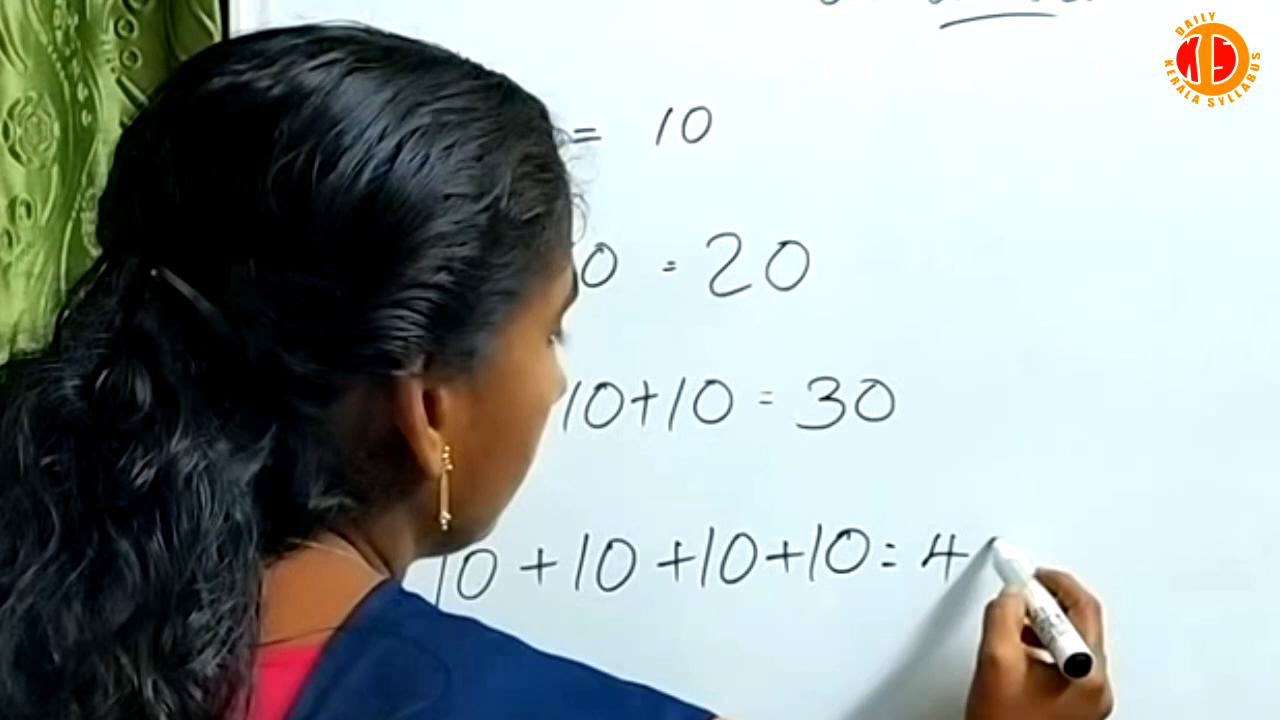 DAILY
KERALA SYLLABUS
= 10
0 = 20
10+10 = 30
10 + 10 + 10 + 10 = 4